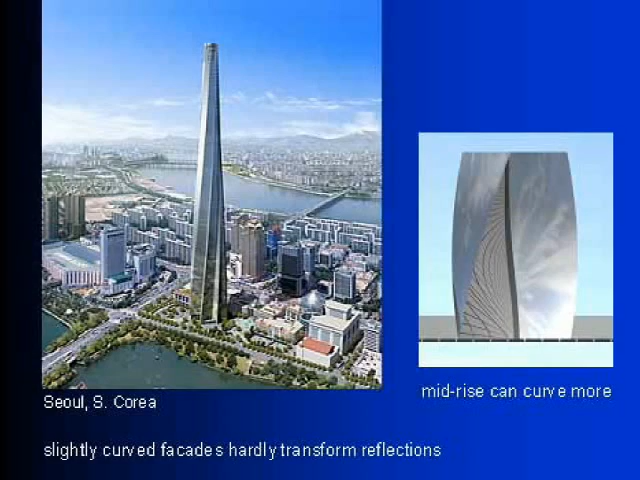 mid-rise can curve more
Seoul, S. Corea
slightly curved facades hardly transform reflections